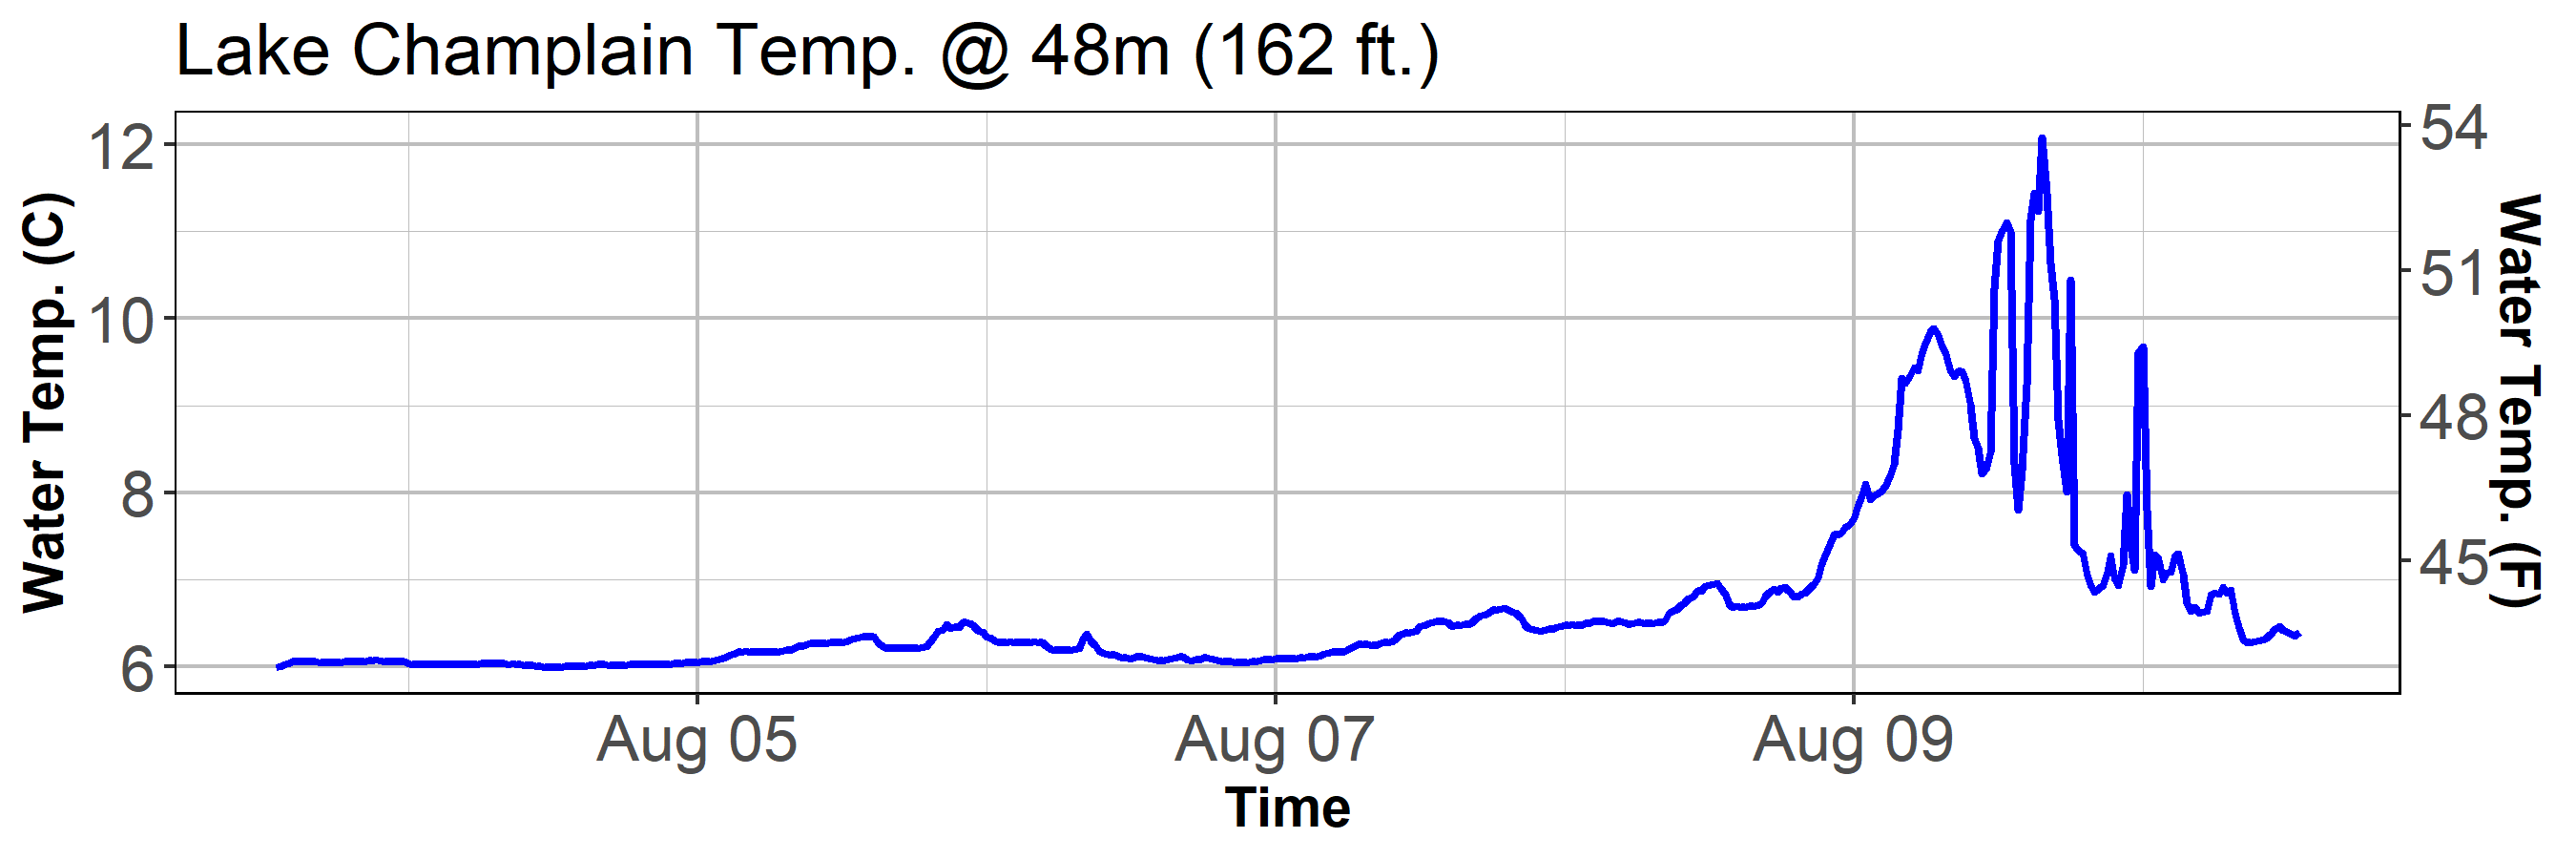 Lake Champlain Temp. @ 48m (162 ft.)
Water Temp. (C)
12
10
8
6
54
51
48
45
Water Temp. (F)
Aug 05
Aug 07
Aug 09
Time